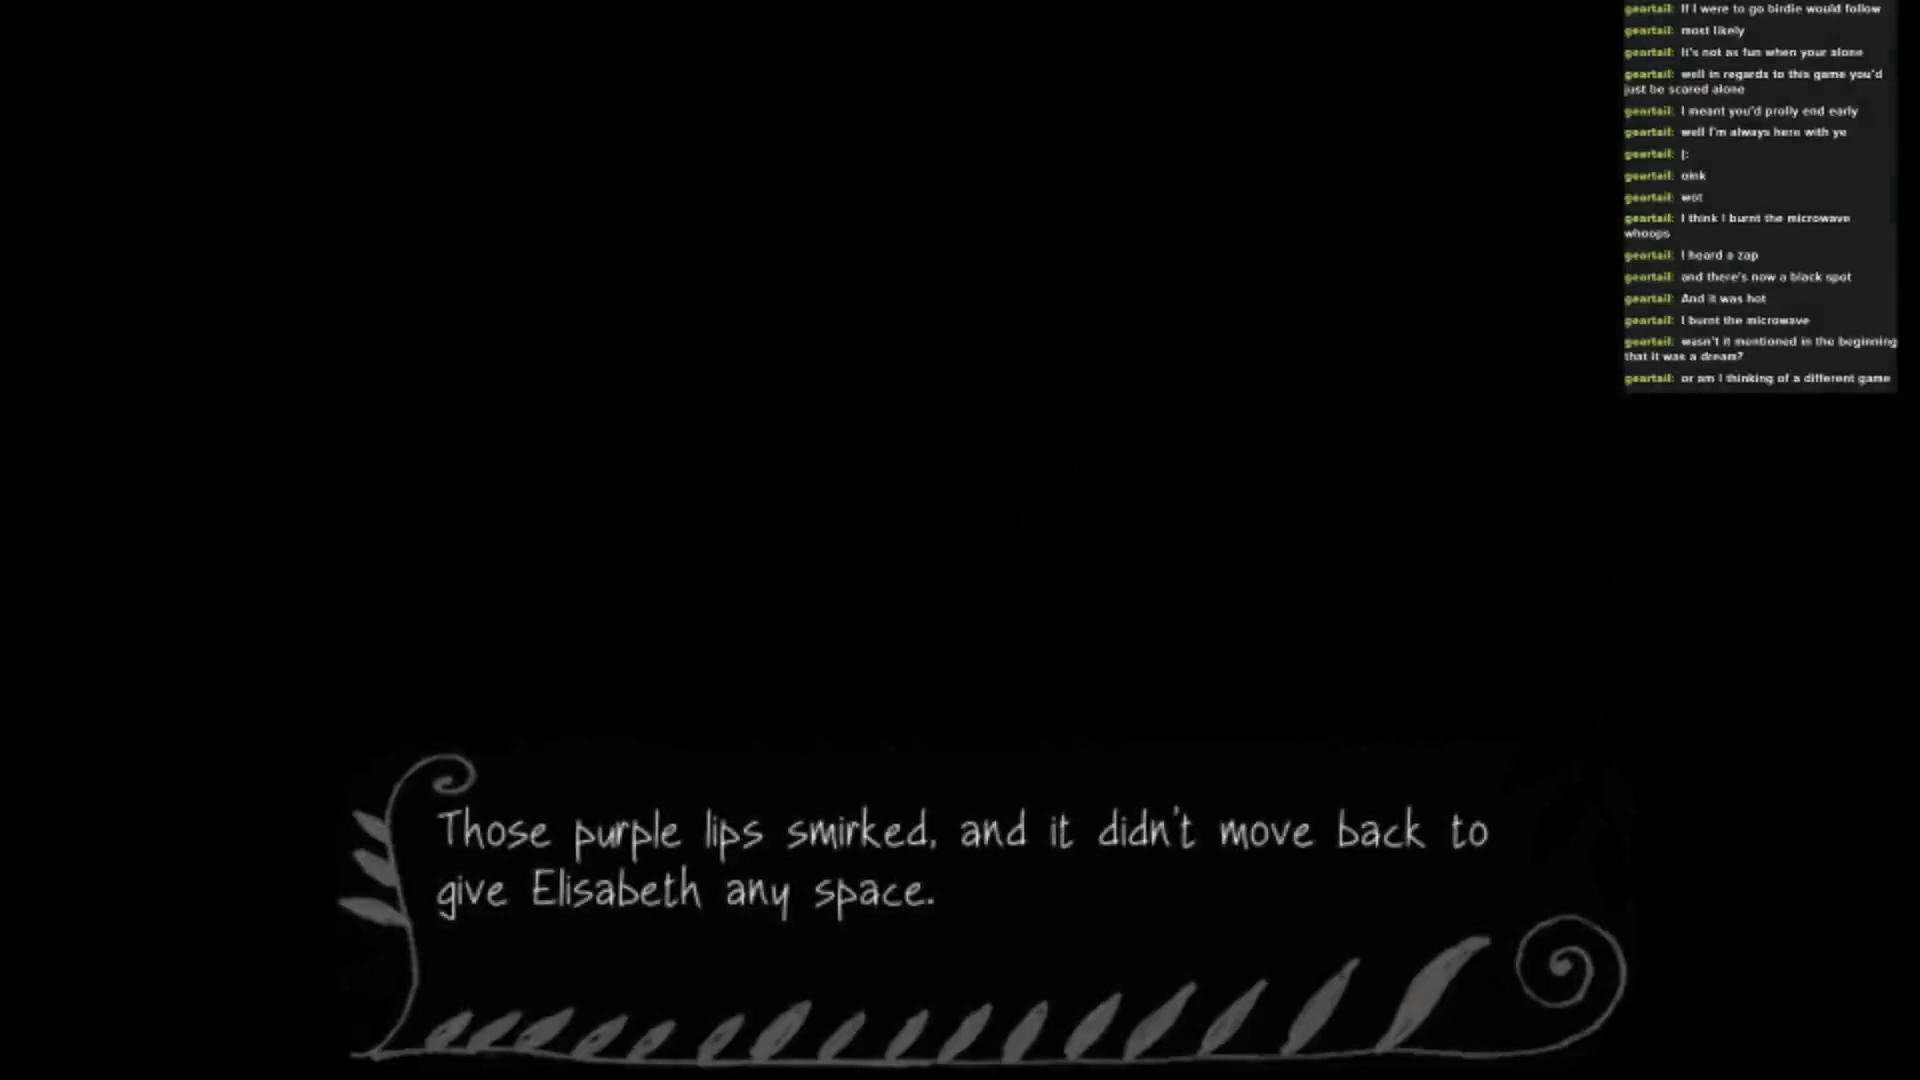 geartail: If I were to go birdie would follow
geartail: most likely
geartail: It's not as fun when your alone
geartail: well in regards to this game you'd
just be scared alone
geartail: I meant you'd prolly end early
geartail: well I'm always here with ye
geartail: (:
geartail: oink
geartail: wot
geartail: I think I burnt the microwave
whoops
geartail: I heard a zap
geartail: and there's now a black spot
geartail: And it was hot
geartail: I burnt the microwave
geartail: wasn't it mentioned in the beginning
that it was a dream?
geartail: or am I thinking of a different game
Those purple lips smirked, and it didn't move back to
give Elisabeth any space.